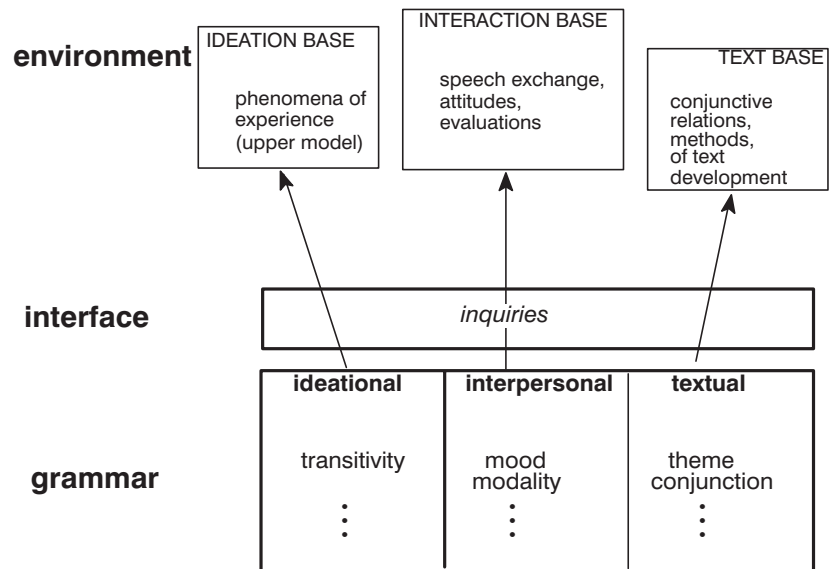 environment
IDEATION BASE
phenomena of
experience
(upper model)
INTERACTION BASE
speech exchange,
attitudes,
evaluations
TEXT BASE
conjunctive
relations,
methods,
of text
development
interface
inquiries
grammar
ideational
transitivity
interpersonal
mood
modality
textual
theme
conjunction